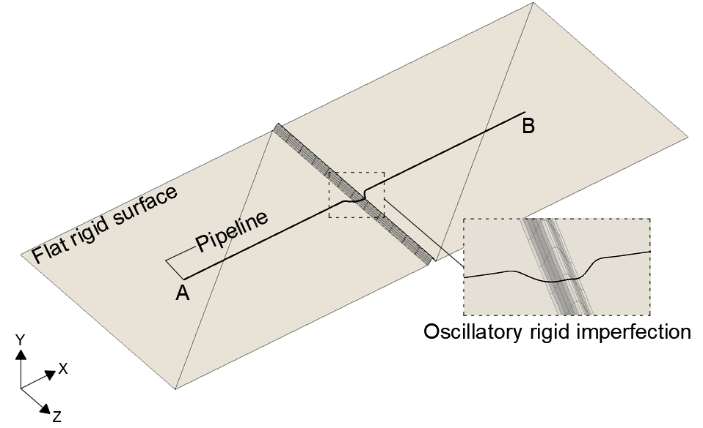 B
Flat rigid surface
Pipeline
A
Oscillatory rigid imperfection
Y
X
Z